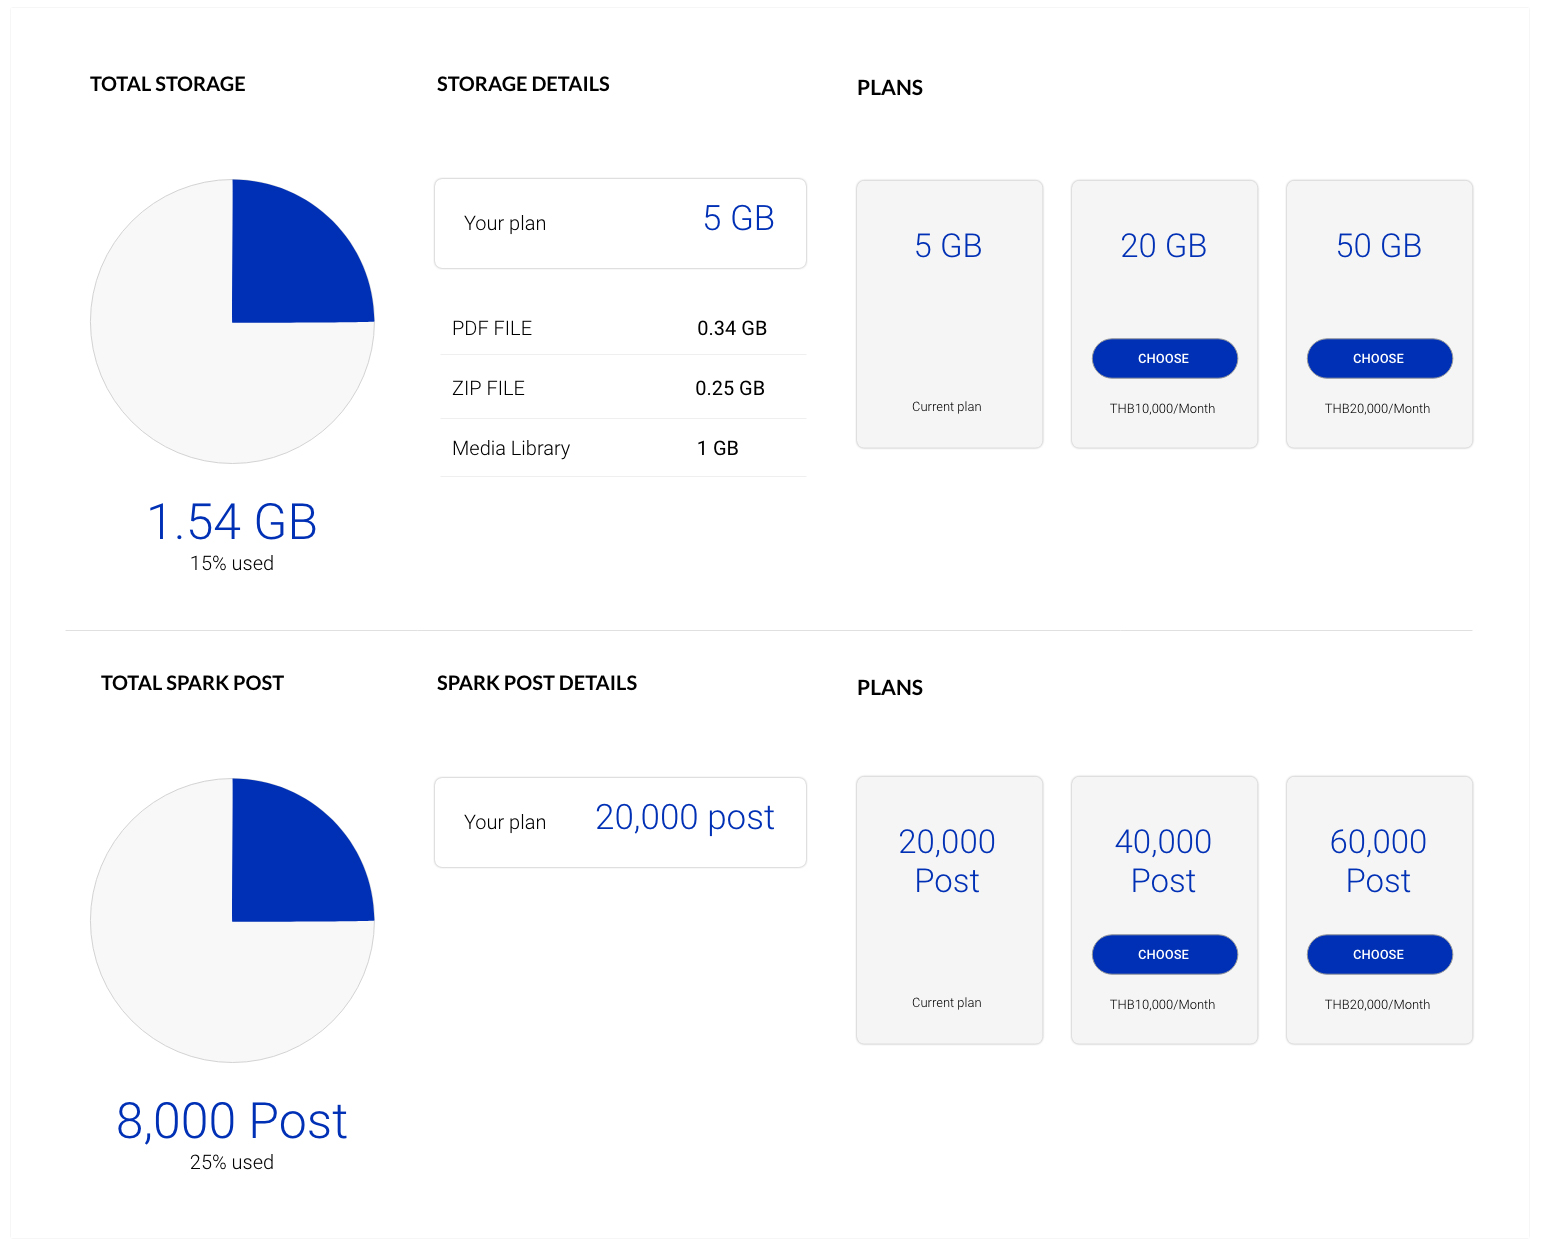 TOTAL STORAGE
STORAGE DETAILS
PLANS
Your plan
5 GB
PDF FILE
0.34 GB
ZIP FILE
0.25 GB
Media Library
1 GB
1.54 GB
15% used
5 GB
Current plan
20 GB
CHOOSE
THB10,000/Month
50 GB
CHOOSE
THB20,000/Month
TOTAL SPARK POST
SPARK POST DETAILS
PLANS
8,000 Post
25% used
Your plan
20,000 post
20,000
Post
Current plan
40,000
Post
CHOOSE
THB10,000/Month
60,000
Post
CHOOSE
THB20,000/Month